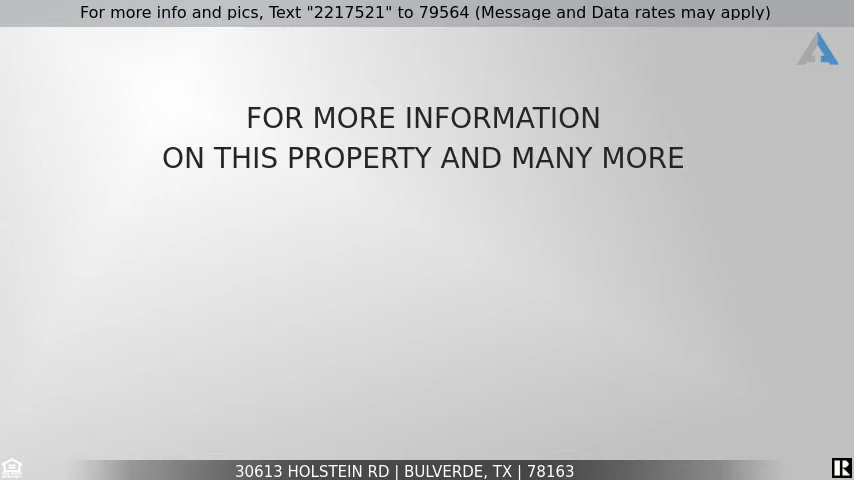 For more info and pics, Text "2217521" to 79564 (Message and Data rates may apply)
FOR MORE INFORMATION
ON THIS PROPERTY AND MANY MORE
30613 HOLSTEIN RD | BULVERDE, TX | 78163